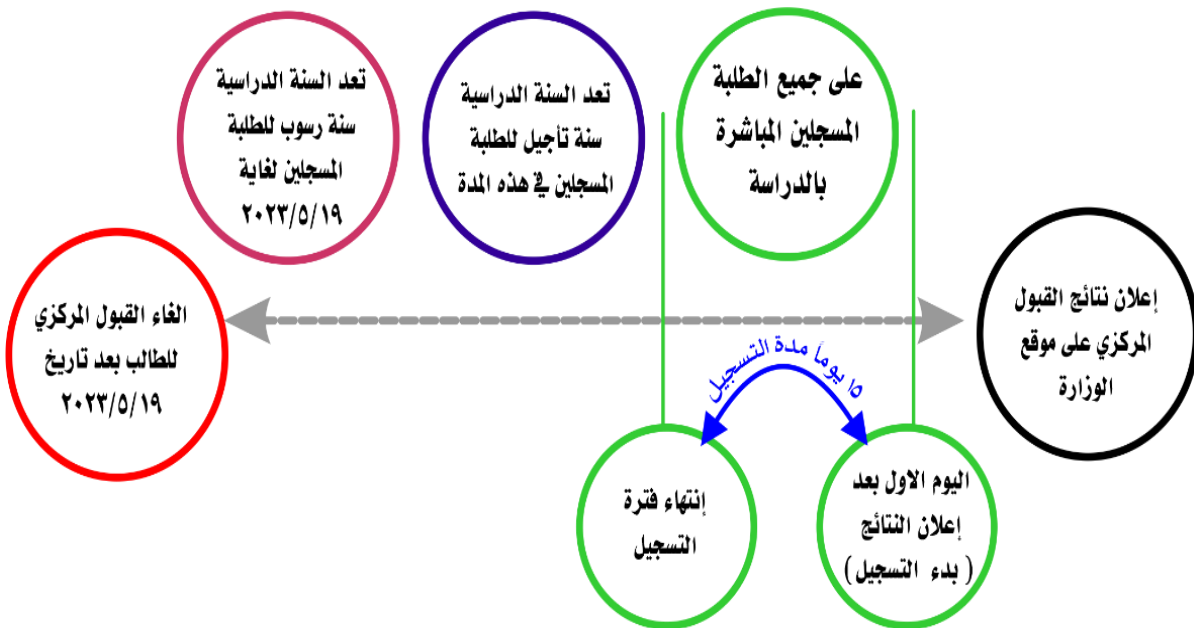 على جميع الطلبة
المسجلين المباشرة
بالدراسة
تعد السنة الدراسية
سنة تأجيل للطلبة
المسجلين في هذه المدة
تعد السنة الدراسية
سنة رسوب للطلبة
المسجلين لغاية
٢٠٢٣/٥/١٩
إعلان نتائج القبول
المركزي على موقع
الوزارة
الغاء القبول المركزي
للطالب بعد تاريخ
٢٠٢٣/٥/١٩
١٥ يوماً مدة التسجيل
اليوم الاول بعد
إعلان النتائج
( بدء التسجيل )
إنتهاء فترة
التسجيل